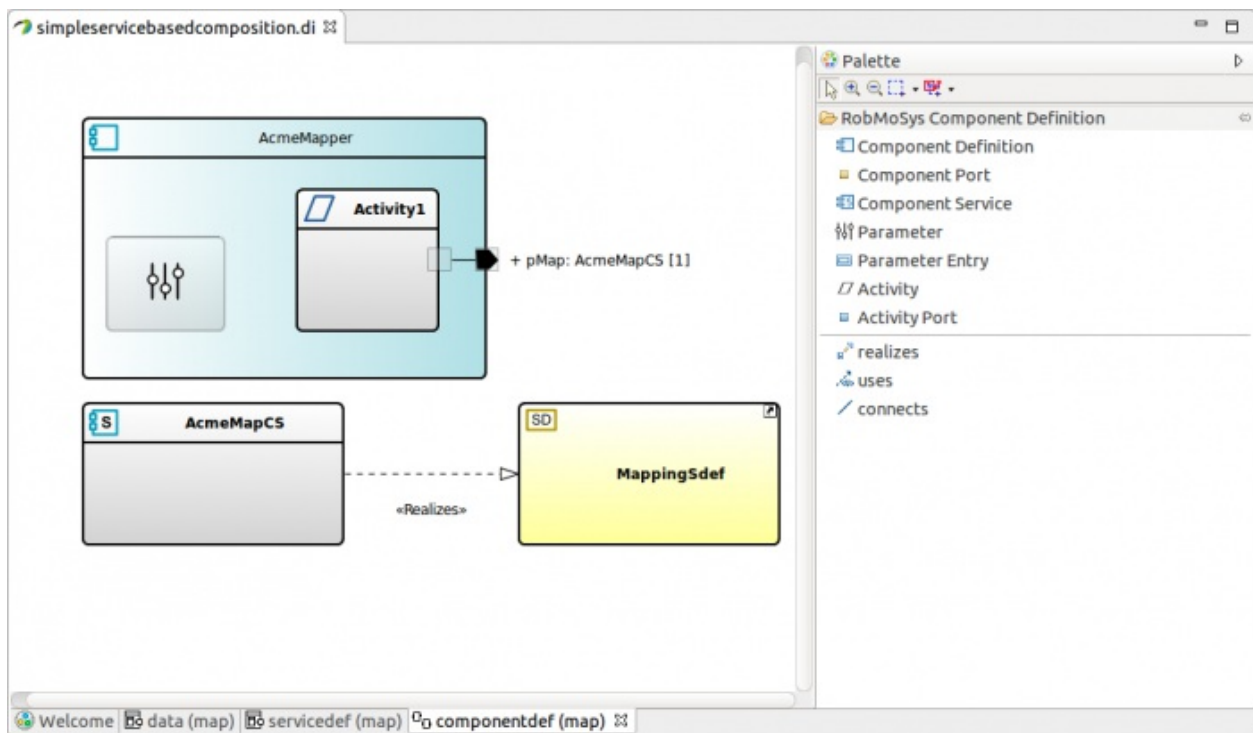 simpleservicebasedcomposition.di
AcmeMapper
Activity1
+ pMap: AcmeMapCS [1]
S
AcmeMapCS
«Realizes»
SD
MappingSdef
Palette
RobMoSys Component Definition
Component Definition
Component Port
Component Service
Parameter
Parameter Entry
Activity
Activity Port
realizes
uses
connects
Welcome data (map) servicedef (map) componentdef (map)